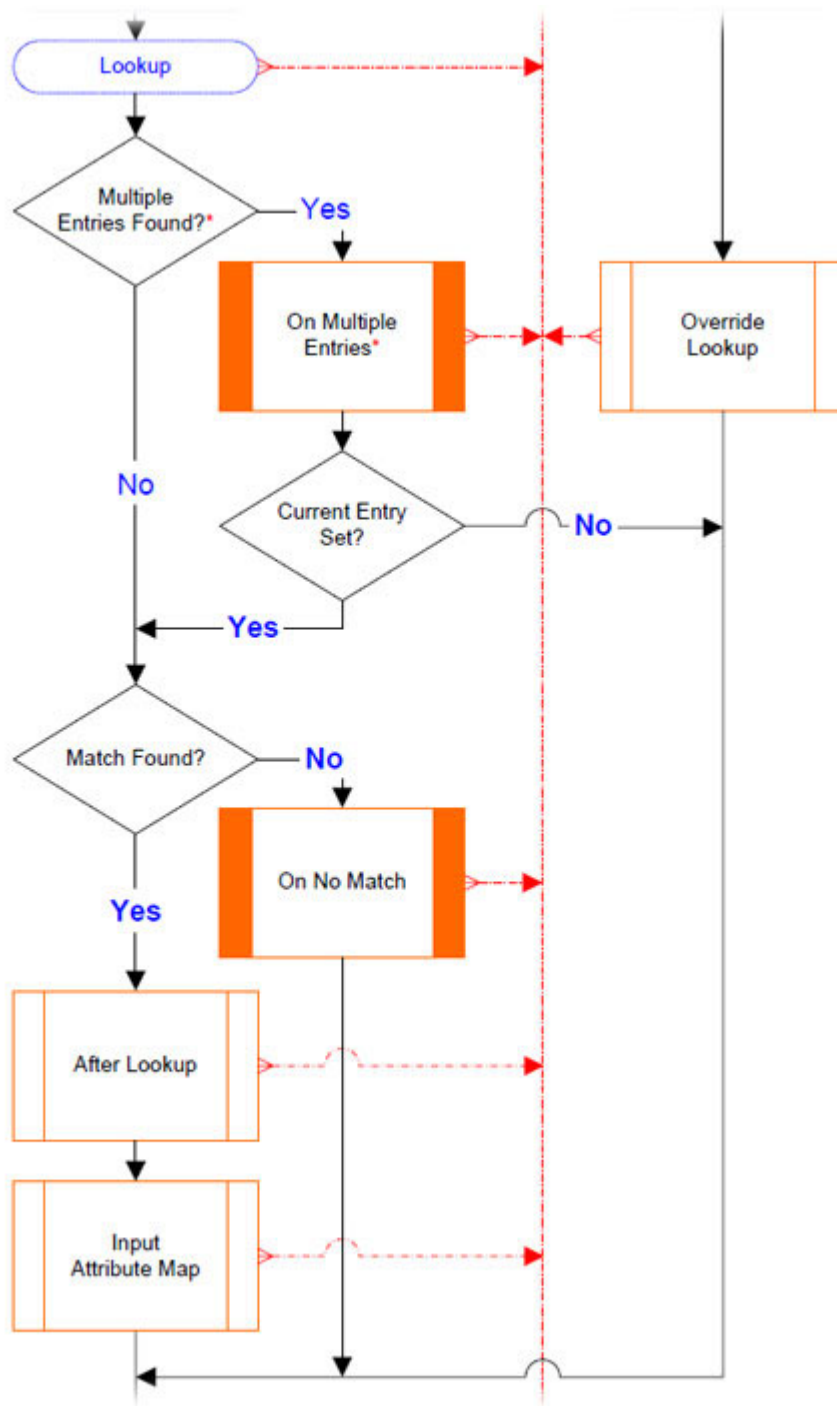 Lookup
Multiple
Entries Found?*
Yes
On Multiple
Entries*
Override
Lookup
No
Current Entry
Set?
No
Yes
Match Found?
No
On No Match
Yes
After Lookup
Input
Attribute Map